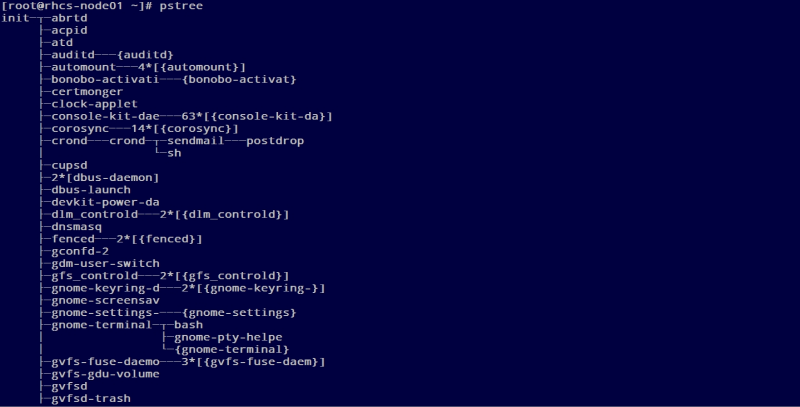 [root@rhcs-node01 ~]# pstree
init─┬─abrtd
     ├─acpid
     ├─atd
     ├─auditd───{auditd}
     ├─automount───4*[{automount}]
     ├─bonobo-activati───{bonobo-activat}
     ├─certmonger
     ├─clock-applet
     ├─console-kit-dae───63*[{console-kit-da}]
     ├─corosync───14*[{corosync}]
     ├─crond───crond─┬─sendmail───postdrop
     │               └─sh
     ├─cupsd
     ├─2*[dbus-daemon]
     ├─dbus-launch
     ├─devkit-power-da
     ├─dlm_controld───2*[{dlm_controld}]
     ├─dnsmasq
     ├─fenced───2*[{fenced}]
     ├─gconfd-2
     ├─gdm-user-switch
     ├─gfs_controld───2*[{gfs_controld}]
     ├─gnome-keyring-d───2*[{gnome-keyring-}]
     ├─gnome-screensav
     ├─gnome-settings-───{gnome-settings}
     ├─gnome-terminal─┬─bash
     │                ├─gnome-pty-helpe
     │                └─{gnome-terminal}
     ├─gvfs-fuse-daemo───3*[{gvfs-fuse-daem}]
     ├─gvfs-gdu-volume
     ├─gvfsd
     ├─gvfsd-trash